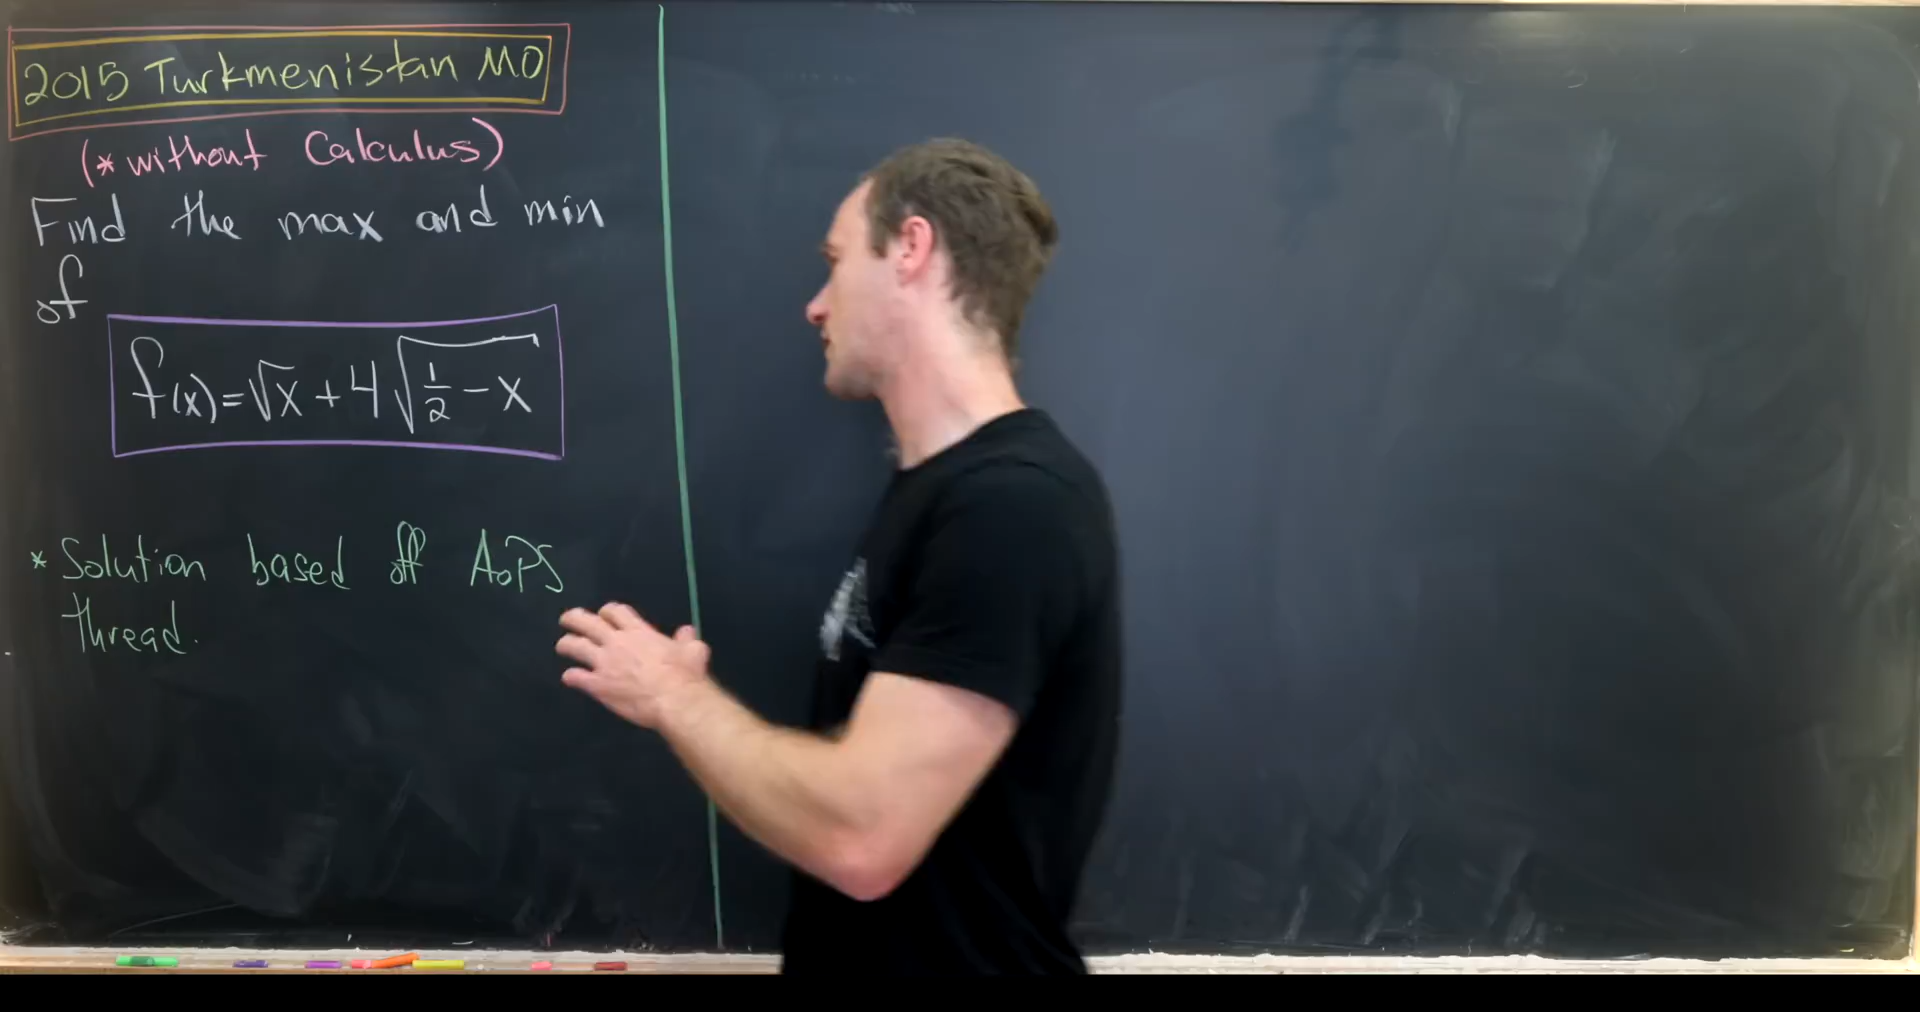 2015 Turkmenistan MO
(* without Calculus)
Find the max and min
of
f(x)=√x+4√(1/2-x)
* Solution based off AoPS
thread.